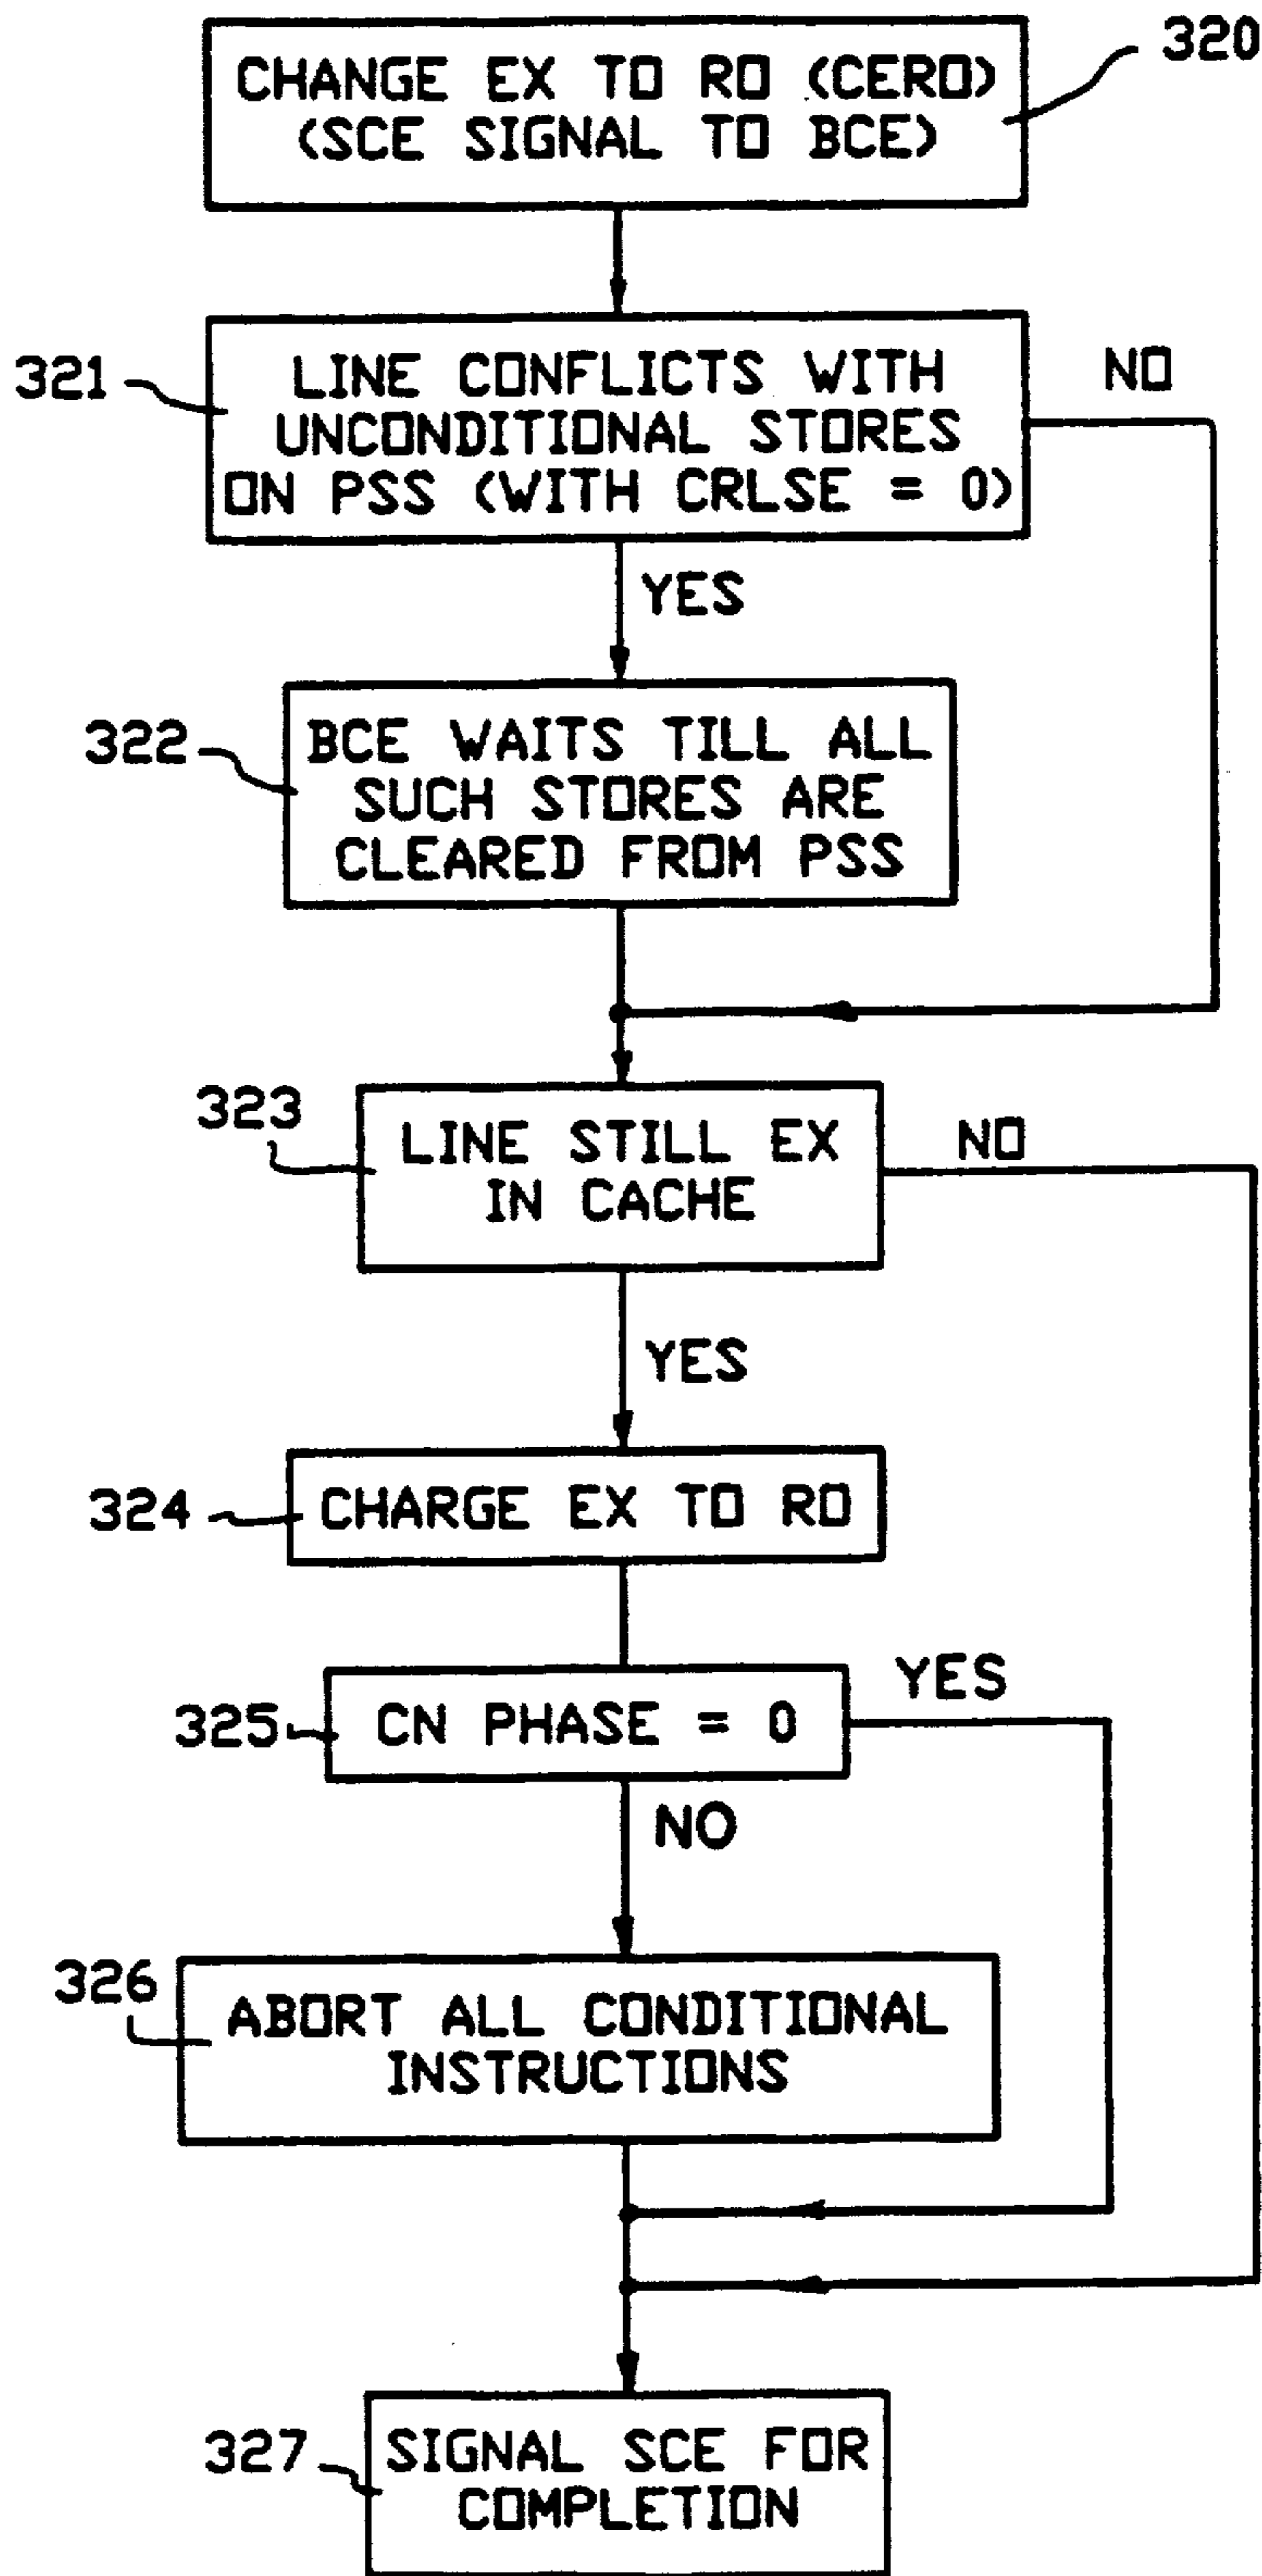 320
CHANGE EX TO RO (CERO)
(SCE SIGNAL TO BCE)
321
LINE CONFLICTS WITH
UNCONDITIONAL STORES
ON PSS (WITH CRLSE = 0)
NO
YES
322
BCE WAITS TILL ALL
SUCH STORES ARE
CLEARED FROM PSS
323
LINE STILL EX
IN CACHE
NO
YES
324
CHARGE EX TO RO
325
CN PHASE = 0
YES
NO
326
ABORT ALL CONDITIONAL
INSTRUCTIONS
327
SIGNAL SCE FOR
COMPLETION